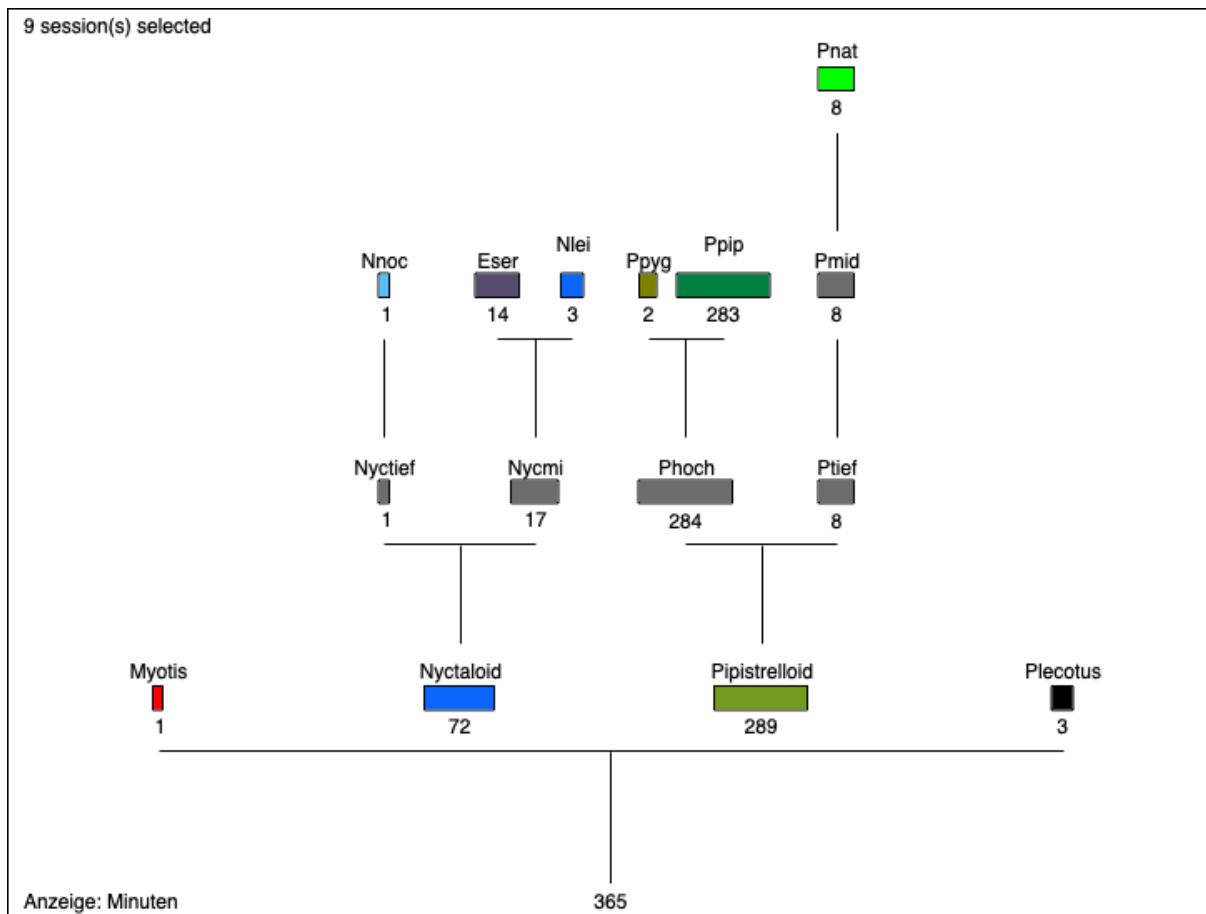 9 session(s) selected
Pnat
8
Nnoc Eser Nlei Ppyg Ppip Pmid
1 14 3 2 283 8
Nyctief Nycmi Phoch Ptief
1 17 284 8
Myotis Nyctaloid Pipistrelloid Plecotus
1 72 289 3
Anzeige: Minuten 365